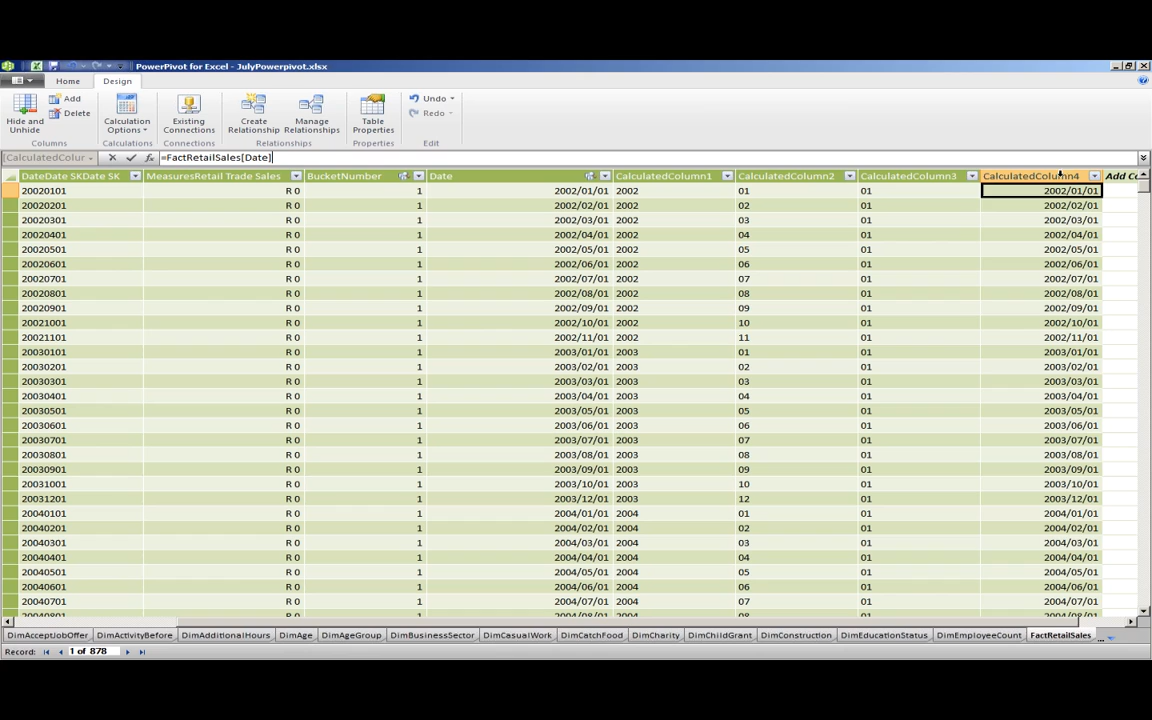 PowerPivot for Excel - JulyPowerpivot.xlsx
Home Design
Hide and Unhide
Add
Delete
Columns
Calculation Options
Calculations
Existing Connections
Connections
Create Relationship
Manage Relationships
Relationships
Table Properties
Properties
Undo
Redo
Edit
[CalculatedColur =FactRetailSales[Date]
DateDate SKDate SK MeasuresRetail Trade Sales BucketNumber Date CalculatedColumn1 CalculatedColumn2 CalculatedColumn3 CalculatedColumn4 Add Co
20020101 R 0 1 2002/01/01 2002 01 01 2002/01/01
20020201 R 0 1 2002/02/01 2002 02 01 2002/02/01
20020301 R 0 1 2002/03/01 2002 03 01 2002/03/01
20020401 R 0 1 2002/04/01 2002 04 01 2002/04/01
20020501 R 0 1 2002/05/01 2002 05 01 2002/05/01
20020601 R 0 1 2002/06/01 2002 06 01 2002/06/01
20020701 R 0 1 2002/07/01 2002 07 01 2002/07/01
20020801 R 0 1 2002/08/01 2002 08 01 2002/08/01
20020901 R 0 1 2002/09/01 2002 09 01 2002/09/01
20021001 R 0 1 2002/10/01 2002 10 01 2002/10/01
20021101 R 0 1 2002/11/01 2002 11 01 2002/11/01
20030101 R 0 1 2003/01/01 2003 01 01 2003/01/01
20030201 R 0 1 2003/02/01 2003 02 01 2003/02/01
20030301 R 0 1 2003/03/01 2003 03 01 2003/03/01
20030401 R 0 1 2003/04/01 2003 04 01 2003/04/01
20030501 R 0 1 2003/05/01 2003 05 01 2003/05/01
20030601 R 0 1 2003/06/01 2003 06 01 2003/06/01
20030701 R 0 1 2003/07/01 2003 07 01 2003/07/01
20030801 R 0 1 2003/08/01 2003 08 01 2003/08/01
20030901 R 0 1 2003/09/01 2003 09 01 2003/09/01
20031001 R 0 1 2003/10/01 2003 10 01 2003/10/01
20031201 R 0 1 2003/12/01 2003 12 01 2003/12/01
20040101 R 0 1 2004/01/01 2004 01 01 2004/01/01
20040201 R 0 1 2004/02/01 2004 02 01 2004/02/01
20040301 R 0 1 2004/03/01 2004 03 01 2004/03/01
20040401 R 0 1 2004/04/01 2004 04 01 2004/04/01
20040501 R 0 1 2004/05/01 2004 05 01 2004/05/01
20040601 R 0 1 2004/06/01 2004 06 01 2004/06/01
20040701 R 0 1 2004/07/01 2004 07 01 2004/07/01
20040801 R 0 1 2004/08/01 2004 08 01 2004/08/01
DimAcceptJobOffer DimActivityBefore DimAdditionalHours DimAge DimAgeGroup DimBusinessSector DimCasualWork DimCatchFood DimCharity DimChildGrant DimConstruction DimEducationStatus DimEmployeeCount FactRetailSales ...
Record: 1 of 878